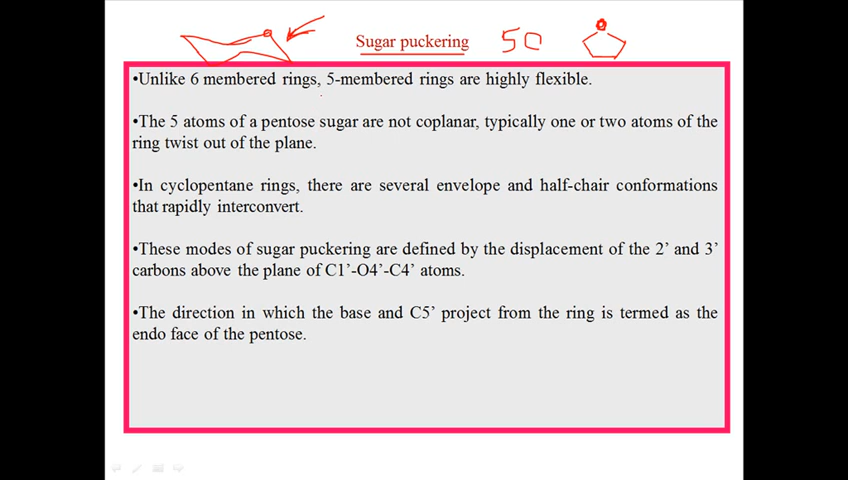 Sugar puckering
•Unlike 6 membered rings, 5-membered rings are highly flexible.
•The 5 atoms of a pentose sugar are not coplanar, typically one or two atoms of the
ring twist out of the plane.
•In cyclopentane rings, there are several envelope and half-chair conformations
that rapidly interconvert.
•These modes of sugar puckering are defined by the displacement of the 2’ and 3’
carbons above the plane of C1’-O4’-C4’ atoms.
•The direction in which the base and C5’ project from the ring is termed as the
endo face of the pentose.